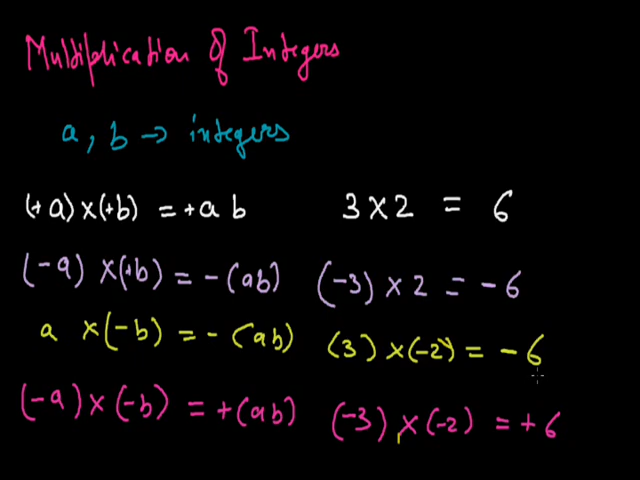 Multiplication of Integers
a, b → integers
(+a) × (+b) = +ab 3 × 2 = 6
(-a) × (+b) = -(ab) (-3) × 2 = -6
a × (-b) = -(ab) (3) × (-2) = -6
(-a) × (-b) = +(ab) (-3) × (-2) = +6